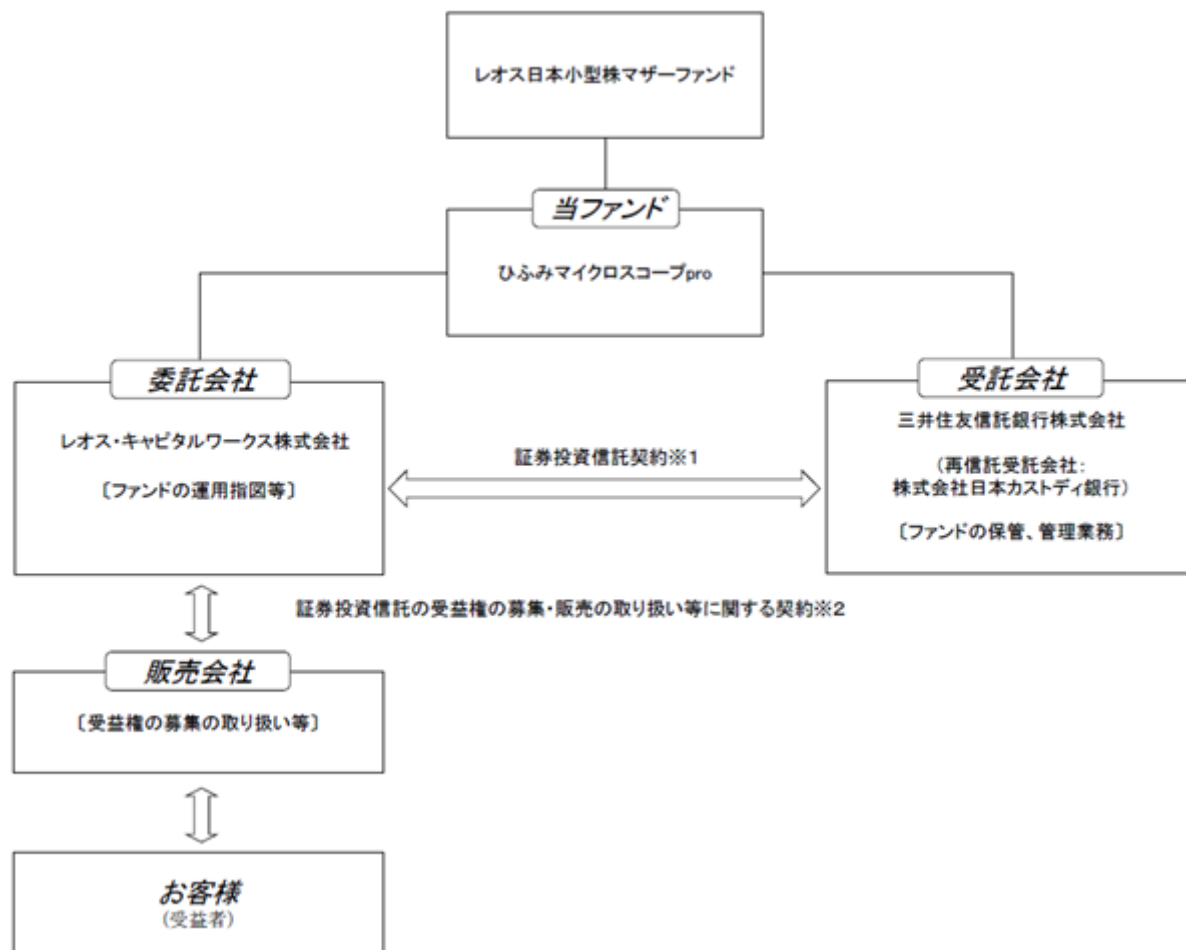 レオス日本小型株マザーファンド
当ファンド
ひふみマイクロスコープpro
委託会社
レオス・キャピタルワークス株式会社
〔ファンドの運用指図等〕
証券投資信託契約※1
受託会社
三井住友信託銀行株式会社
(再信託受託会社:
株式会社日本カストディ銀行)
〔ファンドの保管、管理業務〕
証券投資信託の受益権の募集・販売の取り扱い等に関する契約※2
販売会社
〔受益権の募集の取り扱い等〕
お客様
(受益者)